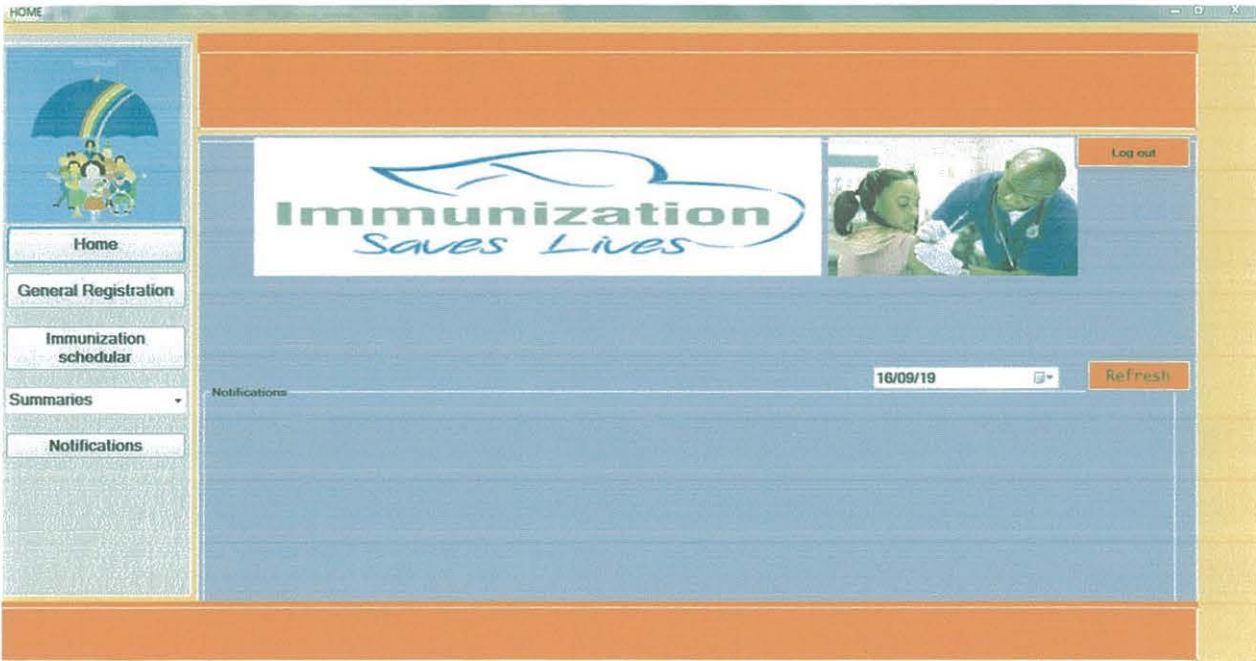 HOME
Log out
Immunization
Saves Lives
Home
General Registration
Immunization
schedular
Summaries
Notifications
16/09/19
Refresh
Notifications